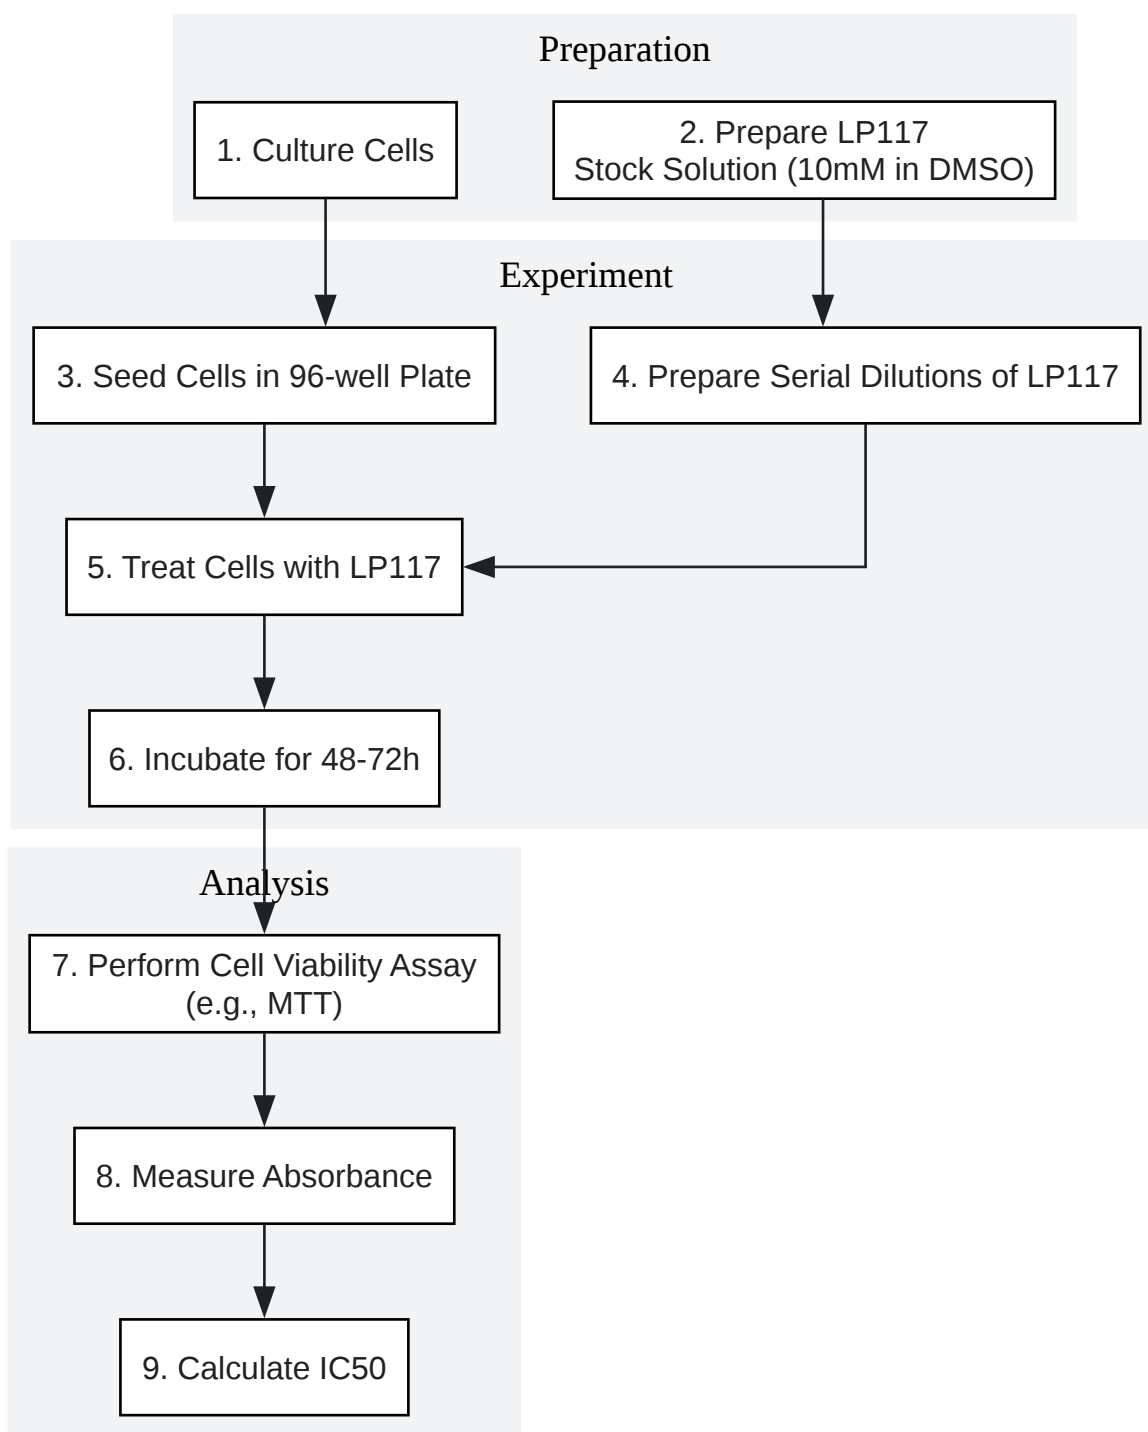 Preparation
1. Culture Cells
2. Prepare LP117
Stock Solution (10mM in DMSO)
Experiment
3. Seed Cells in 96-well Plate
4. Prepare Serial Dilutions of LP117
5. Treat Cells with LP117
6. Incubate for 48-72h
Analysis
7. Perform Cell Viability Assay
(e.g., MTT)
8. Measure Absorbance
9. Calculate IC50